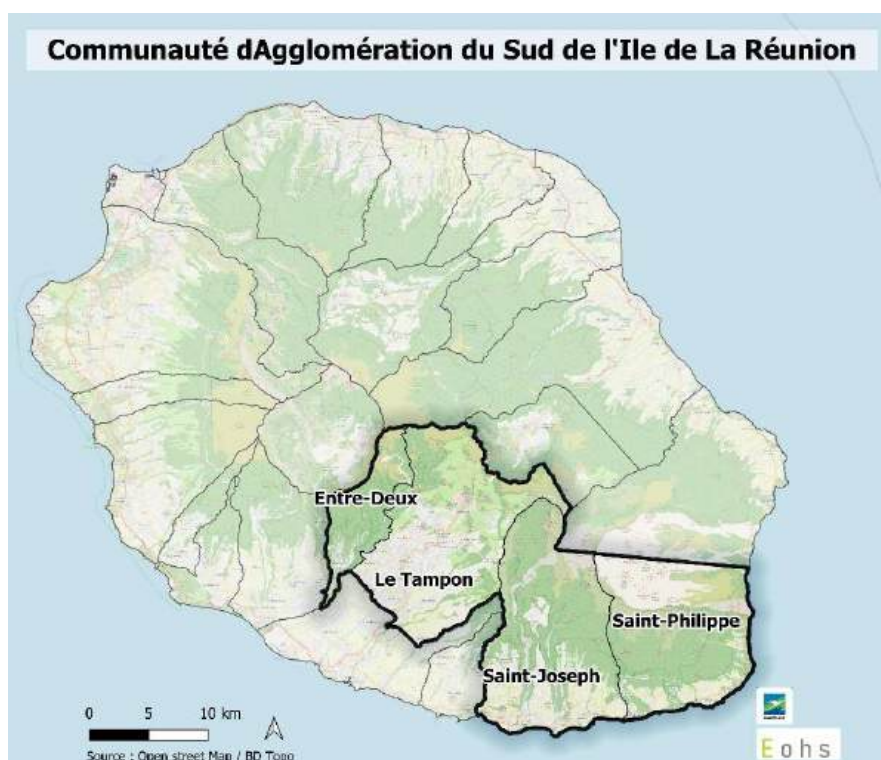 Communauté dAgglomération du Sud de l'Ile de La Réunion
Entre-Deux
Le Tampon
Saint-Philippe
Saint-Joseph
0 5 10 km
Source : Open street Map / BD Topo
Eohs